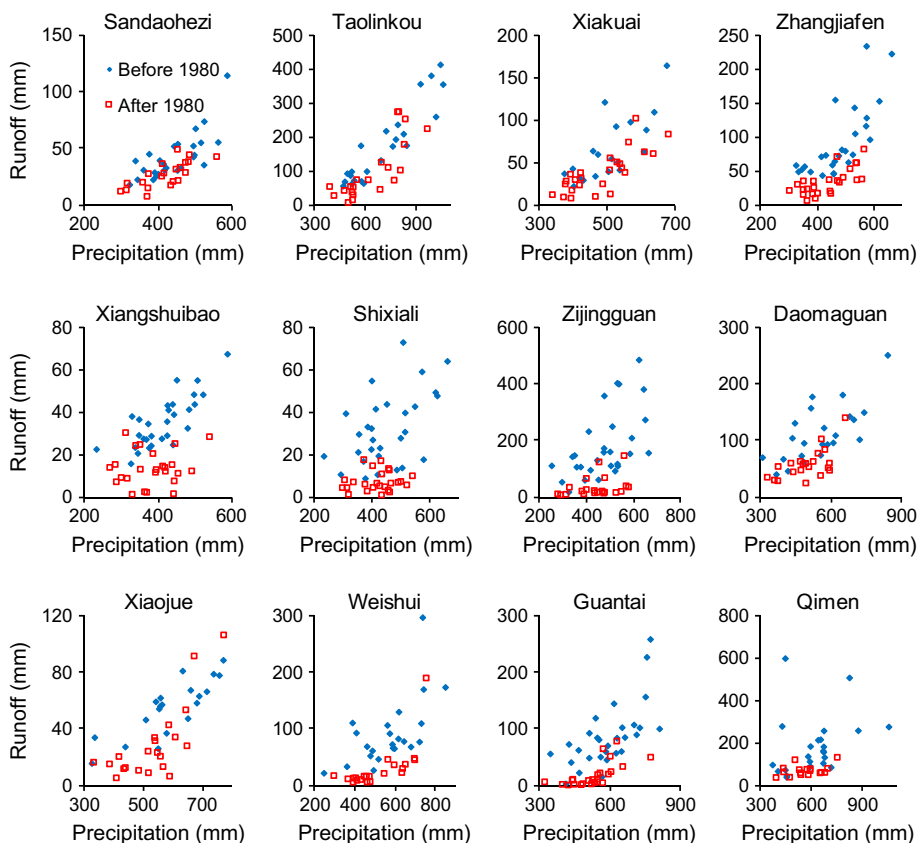 Sandaohezi Taolinkou Xiakuai Zhangjiafen
150 500 200 250
Before 1980
After 1980
400 200
100 150 150
300 100
200 100
50 50
100 50
0 0 0 0
200 400 600 300 600 900 300 500 700 200 400 600 800
Runoff (mm)
Precipitation (mm) Precipitation (mm) Precipitation (mm) Precipitation (mm)
Xiangshuibao Shixiali Zijingguan Daomaguan
80 80 600 300
60 60 400 200
40 40
20 20 200 100
0 0 0 0
200 400 600 200 400 600 200 400 600 800 300 600 900
Runoff (mm)
Precipitation (mm) Precipitation (mm) Precipitation (mm) Precipitation (mm)
Xiaojue Weishui Guantai Qimen
120 300 300 800
80 200 200 600
400
40 100 100 200
0 0 0 0
300 500 700 200 400 600 800 300 600 900 300 600 900
Runoff (mm)
Precipitation (mm) Precipitation (mm) Precipitation (mm) Precipitation (mm)